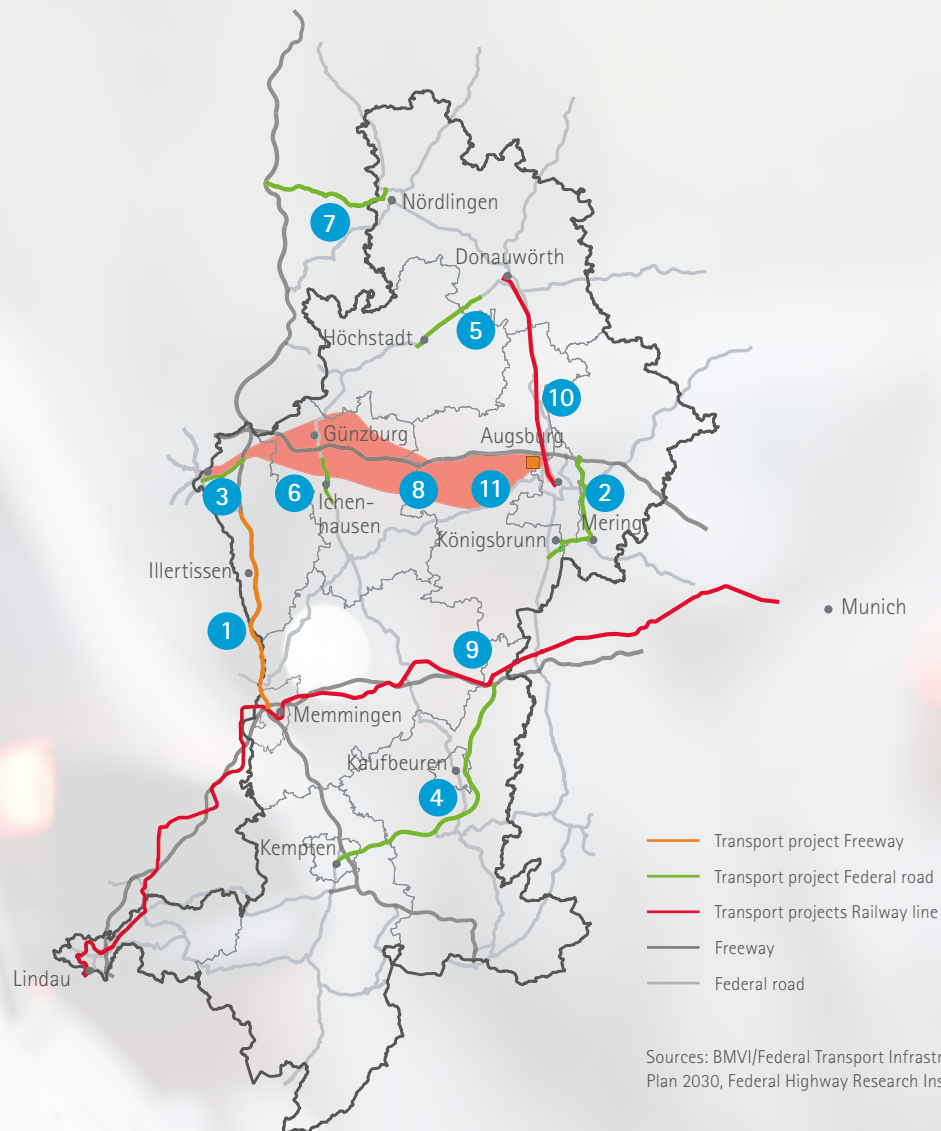 Nördlingen
7
Donauwörth
5
Höchstadt
10
Günzburg
Augsburg
3
6
8
11
2
Ichen-
hausen
Mering
Königsbrunn
Illertissen
1
Munich
9
Memmingen
Kaufbeuren
4
Kempten
Lindau
Transport project Freeway
Transport project Federal road
Transport projects Railway line
Freeway
Federal road
Sources: BMVI/Federal Transport
Plan 2030, Federal Highway Research